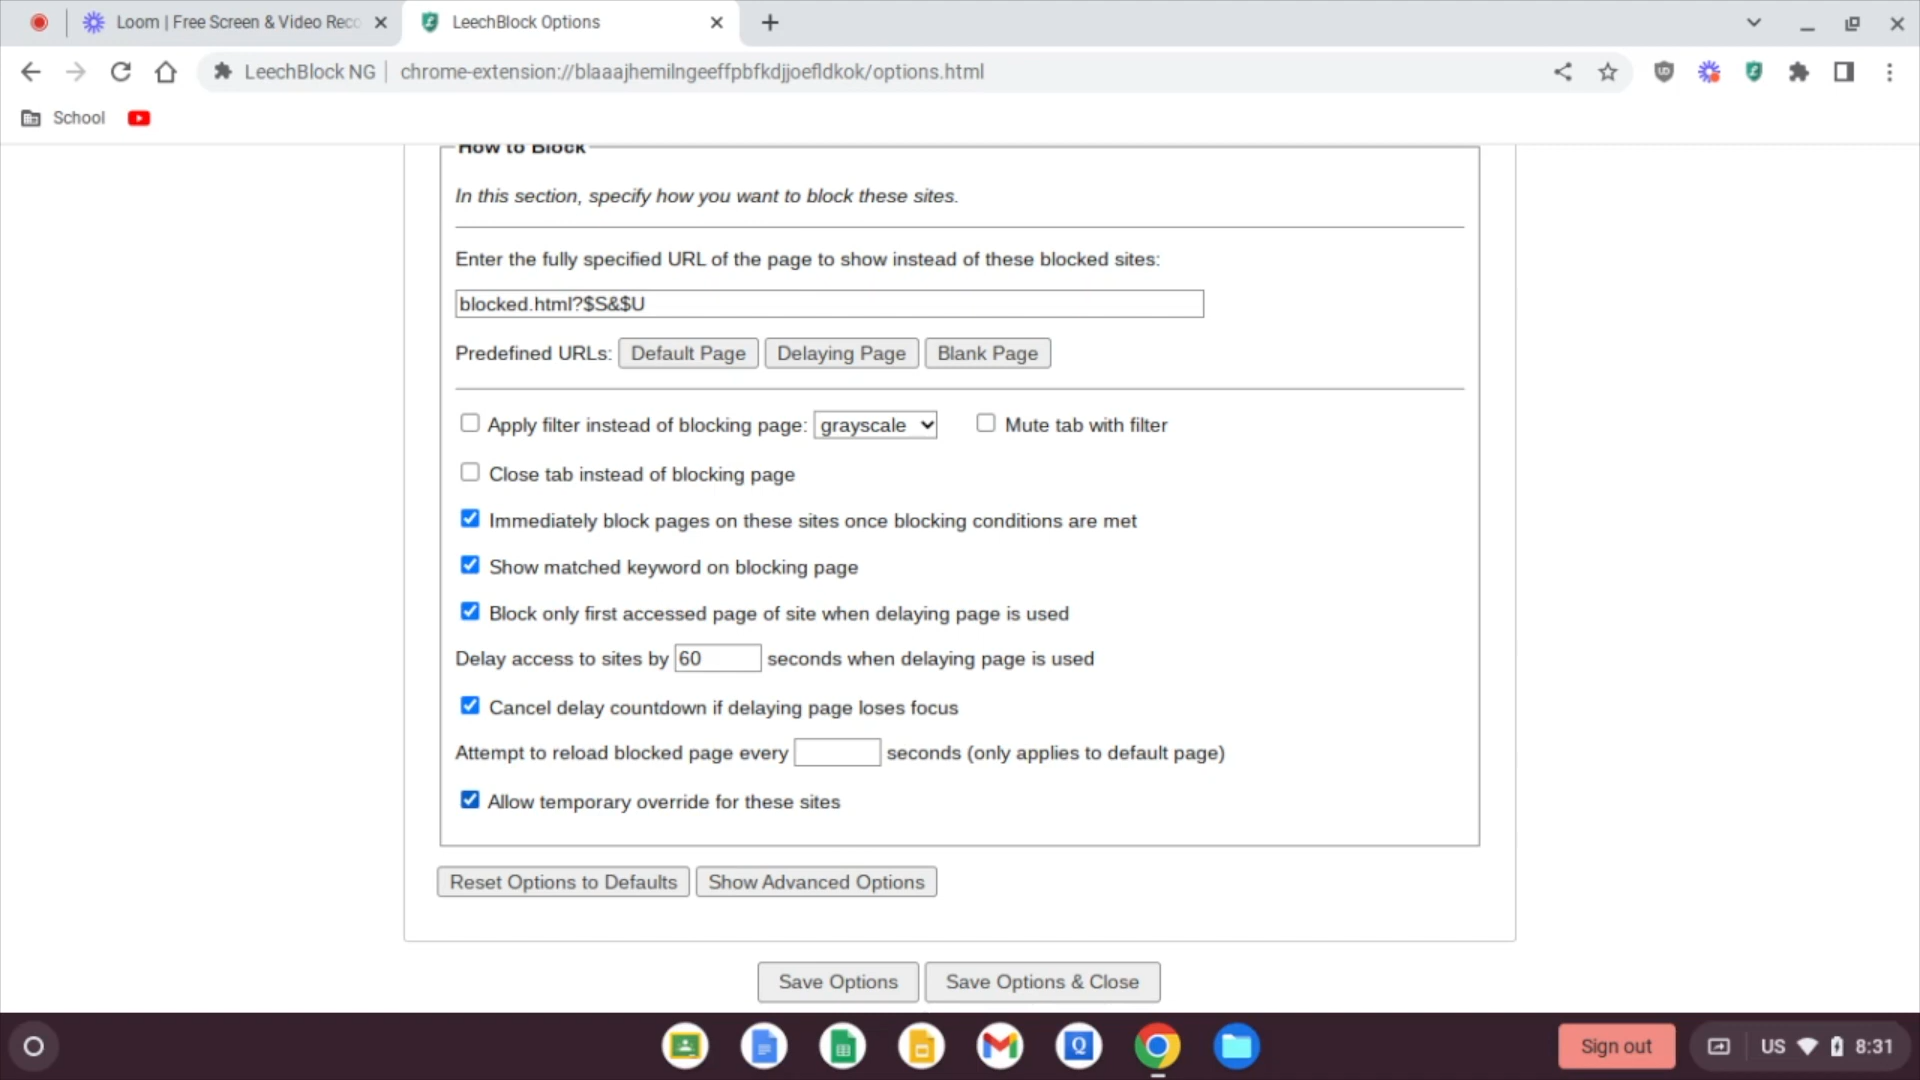 Loom | Free Screen & Video Reco
LeechBlock Options
LeechBlock NG
chrome-extension://blaaajhemilngeeffpbfkdjjoefldkok/options.html
School
How to Block
In this section, specify how you want to block these sites.
Enter the fully specified URL of the page to show instead of these blocked sites:
blocked.html?$S&$U
Predefined URLs: Default Page Delaying Page Blank Page
Apply filter instead of blocking page: grayscale Mute tab with filter
Close tab instead of blocking page
Immediately block pages on these sites once blocking conditions are met
Show matched keyword on blocking page
Block only first accessed page of site when delaying page is used
Delay access to sites by 60 seconds when delaying page is used
Cancel delay countdown if delaying page loses focus
Attempt to reload blocked page every seconds (only applies to default page)
Allow temporary override for these sites
Reset Options to Defaults Show Advanced Options
Save Options Save Options & Close
Sign out US 8:31